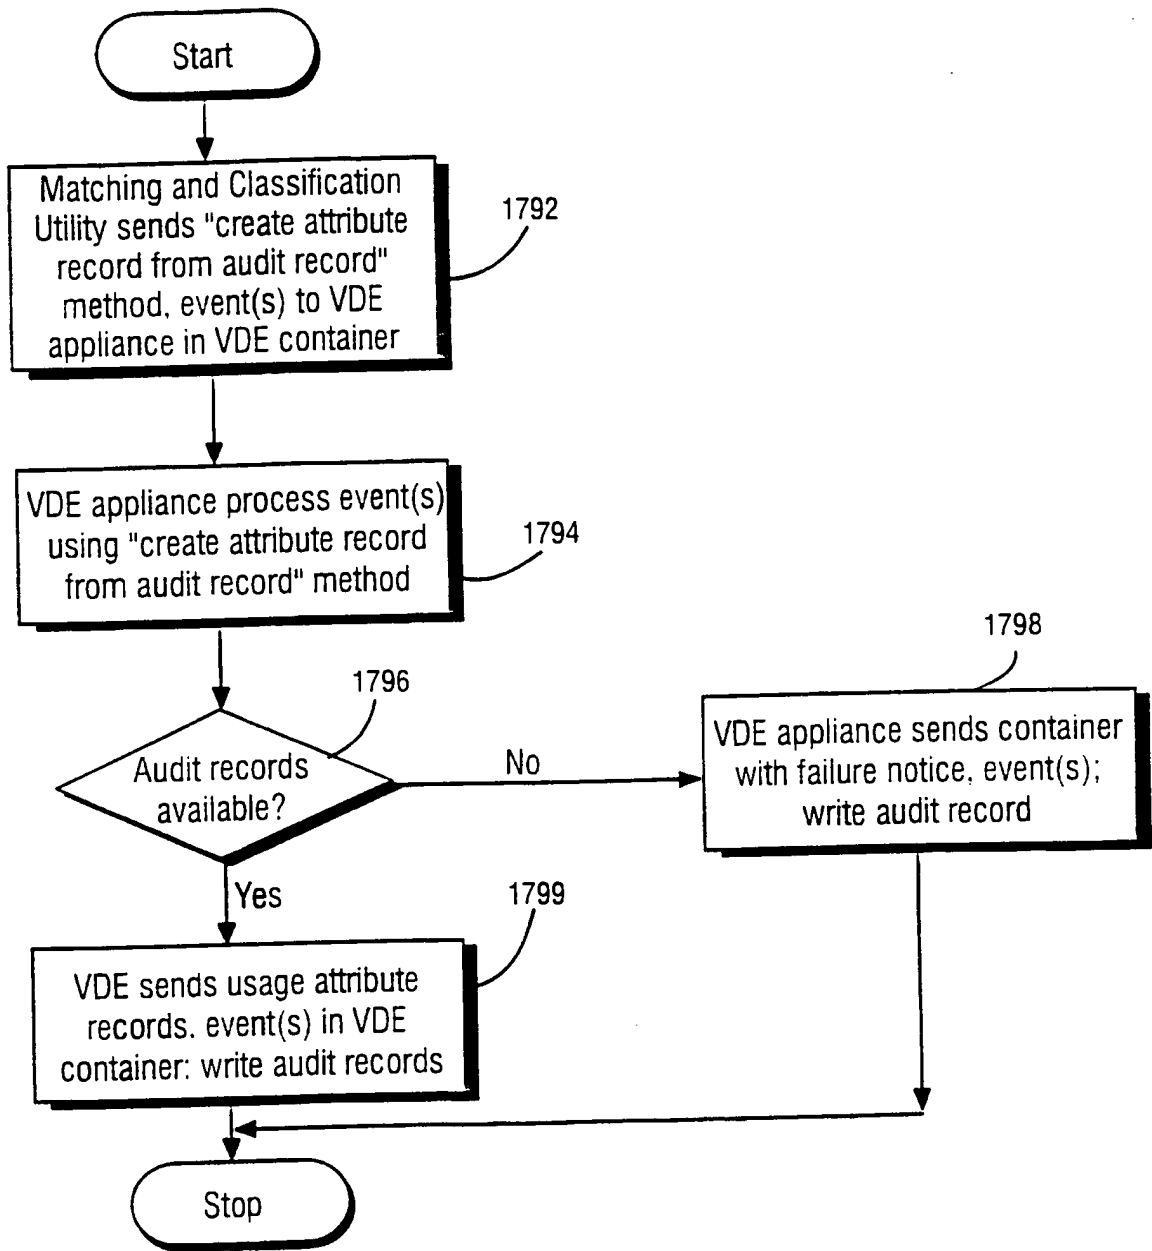 Start
Matching and Classification
Utility sends "create attribute
record from audit record"
method, event(s) to VDE
appliance in VDE container
1792
VDE appliance process event(s)
using "create attribute record
from audit record" method
1794
1796
Audit records
available?
No
1798
VDE appliance sends container
with failure notice, event(s);
write audit record
Yes
1799
VDE sends usage attribute
records. event(s) in VDE
container: write audit records
Stop